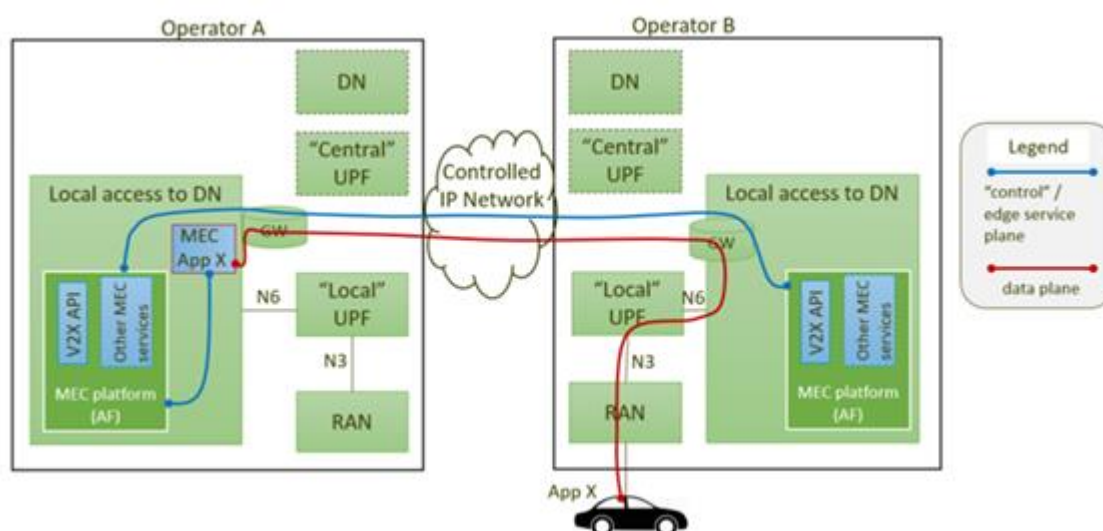 Operator A
DN
"Central"
UPF
Local access to DN
GW
MEC
App X
V2X API
Other MEC
services
MEC platform
(AF)
N6
"Local"
UPF
N3
RAN
Controlled
IP Network
Operator B
DN
"Central"
UPF
Local access to DN
GW
"Local"
UPF
N6
N3
RAN
V2X API
Other MEC
services
MEC platform
(AF)
App X
Legend
"control" /
edge service
plane
data plane